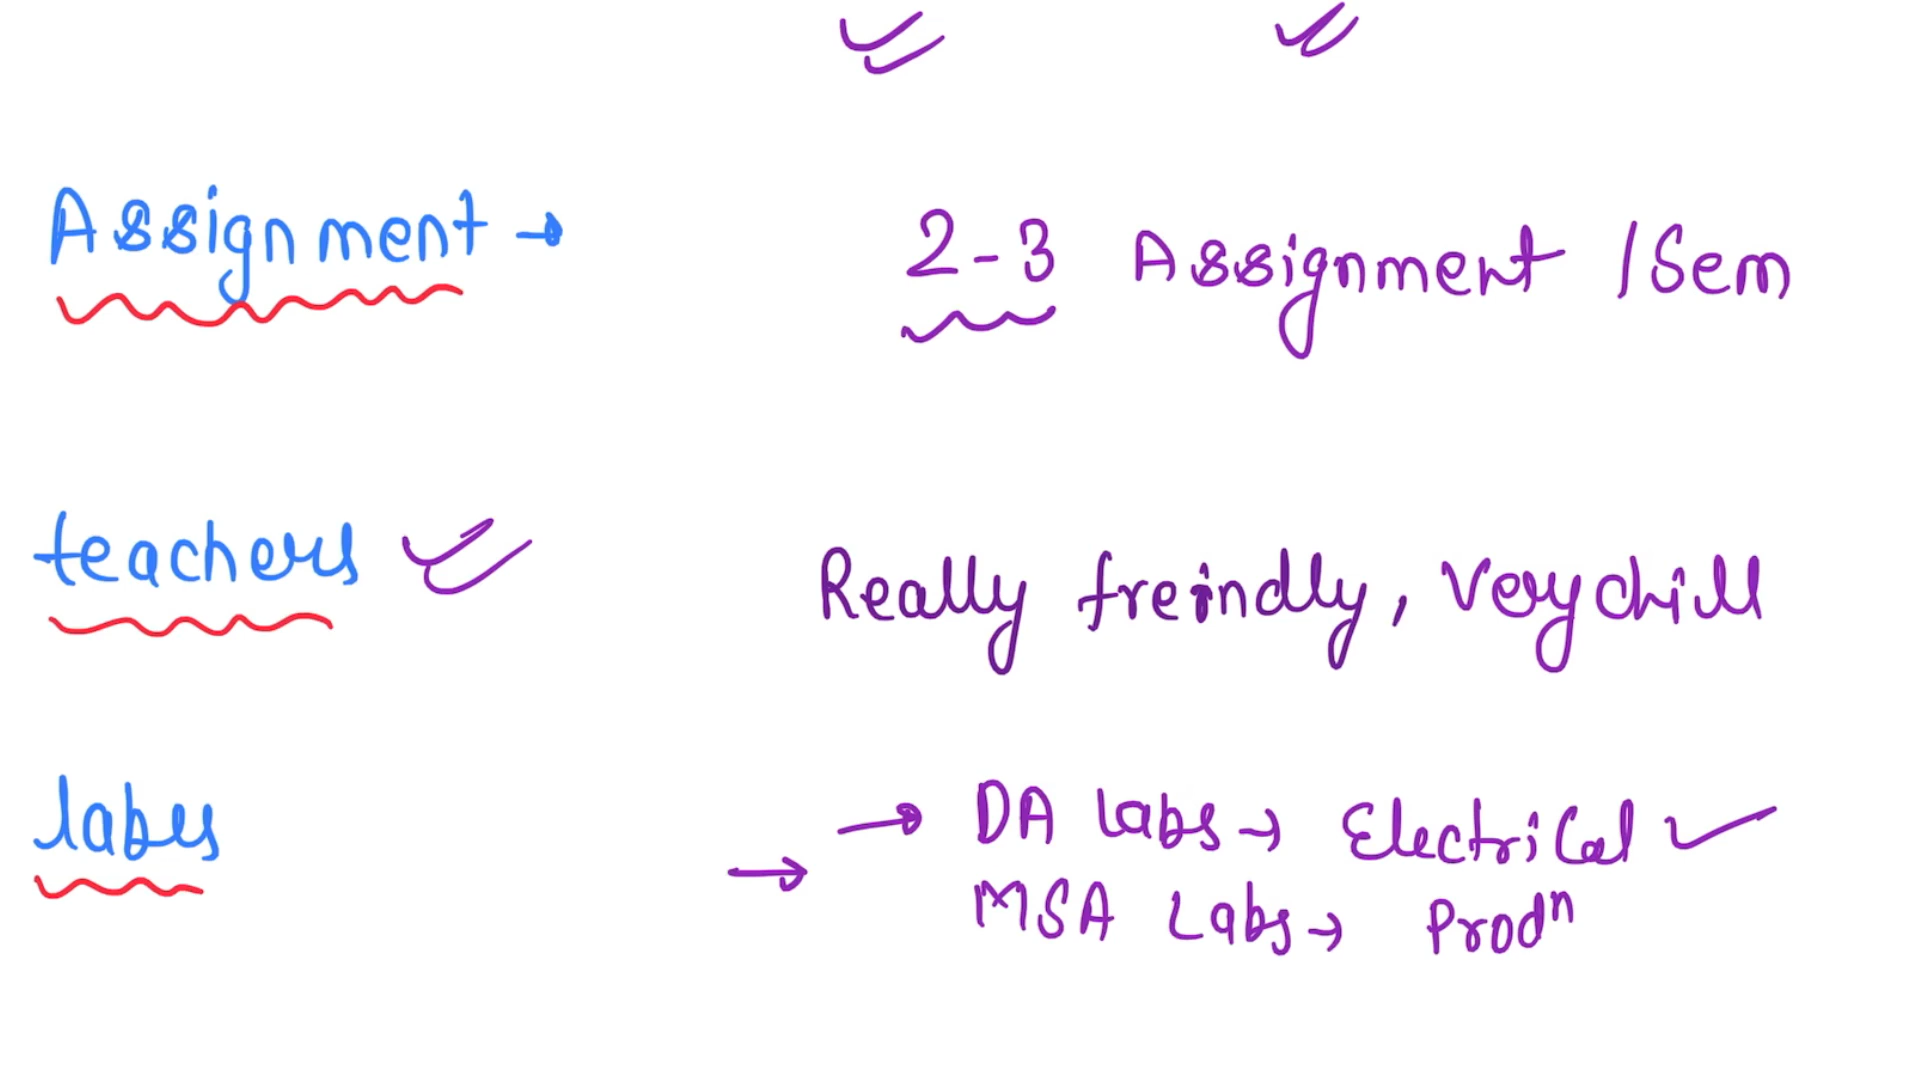 Assignment → 2-3 Assignment /Sem
teachers Really freindly, Very chill
labs → DA Labs → Electrical
MSA Labs → Prodⁿ